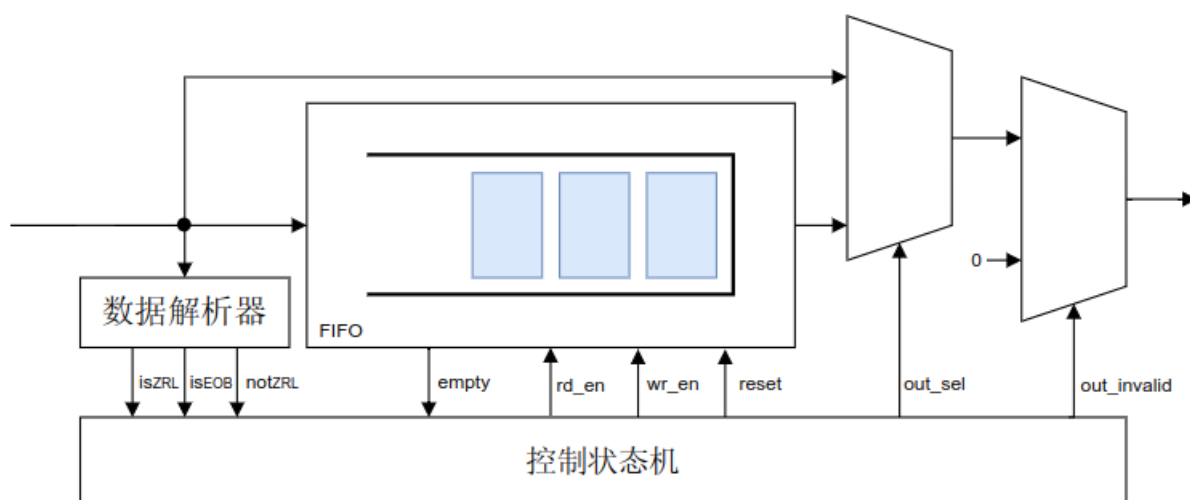 0
数据解析器
FIFO
isZRL isEOB notZRL empty rd_en wr_en reset out_sel out_invalid
控制状态机